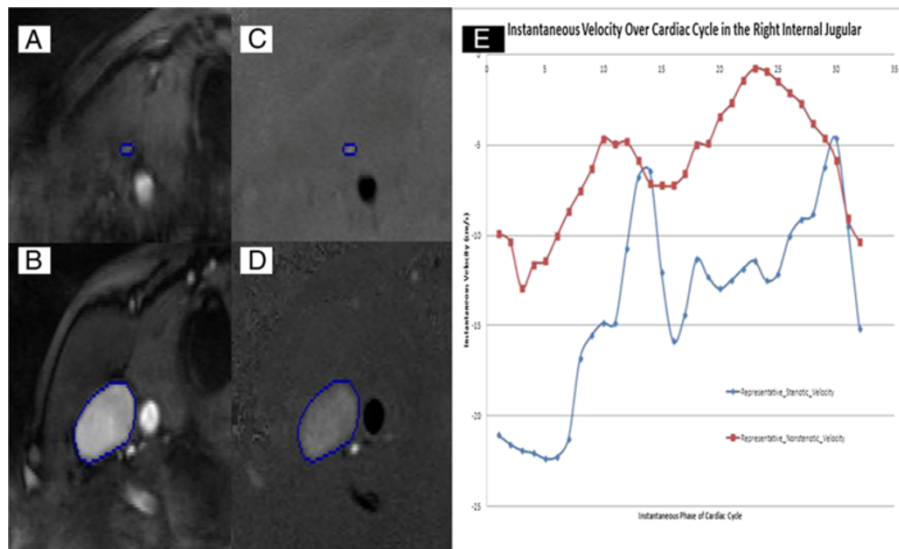 A
C
E
Instantaneous Velocity Over Cardiac Cycle in the Right Internal Jugular
0
5
10
15
20
25
30
35
-5
-10
-15
-20
-25
Instantaneous Velocity (cm/s)
B
D
Representative_Stenotic_Velocity
Representative_Nonstenotic_Velocity
Instantaneous Phase of Cardiac Cycle